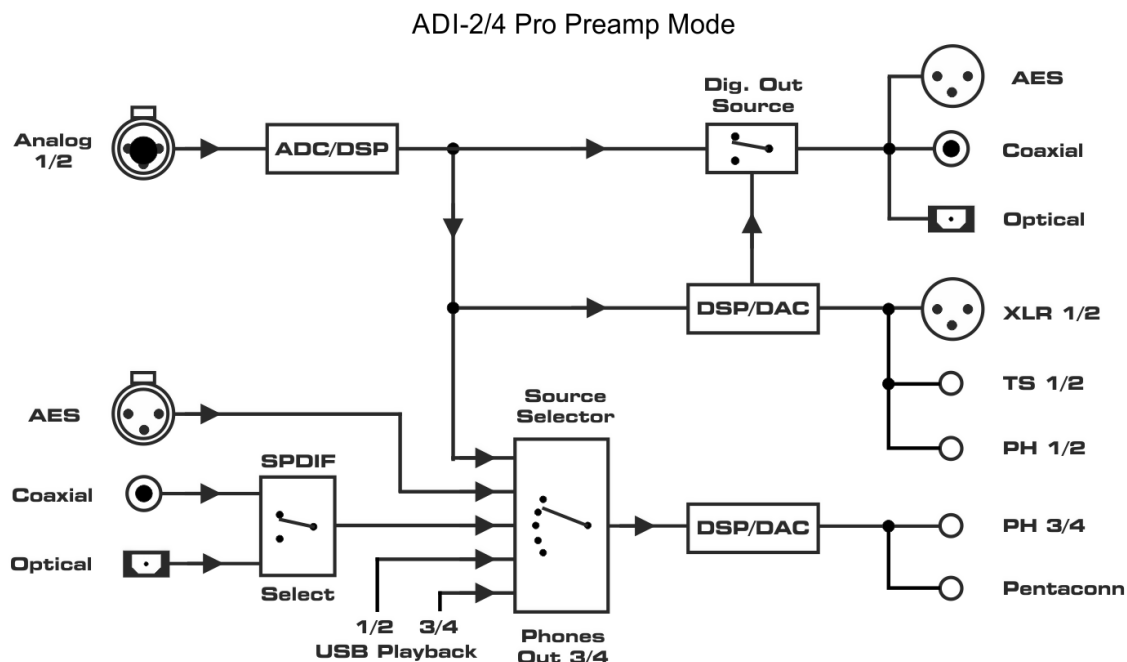 ADI-2/4 Pro Preamp Mode
Analog
1/2
ADC/DSP
Dig. Out
Source
AES
Coaxial
Optical
DSP/DAC
XLR 1/2
TS 1/2
PH 1/2
AES
Coaxial
Optical
SPDIF
Select
Source
Selector
1/2
3/4
USB Playback
Phones
Out 3/4
DSP/DAC
PH 3/4
Pentaconn